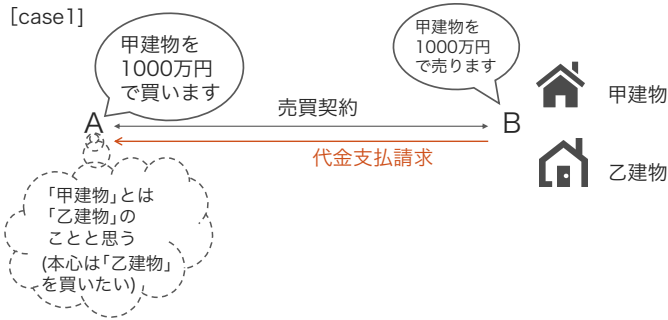 [case1]
甲建物を
1000万円
で買います
甲建物を
1000万円
で売ります
甲建物
A
売買契約
B
代金支払請求
乙建物
「甲建物」とは
「乙建物」の
ことと思う
(本心は「乙建物」
を買いたい)